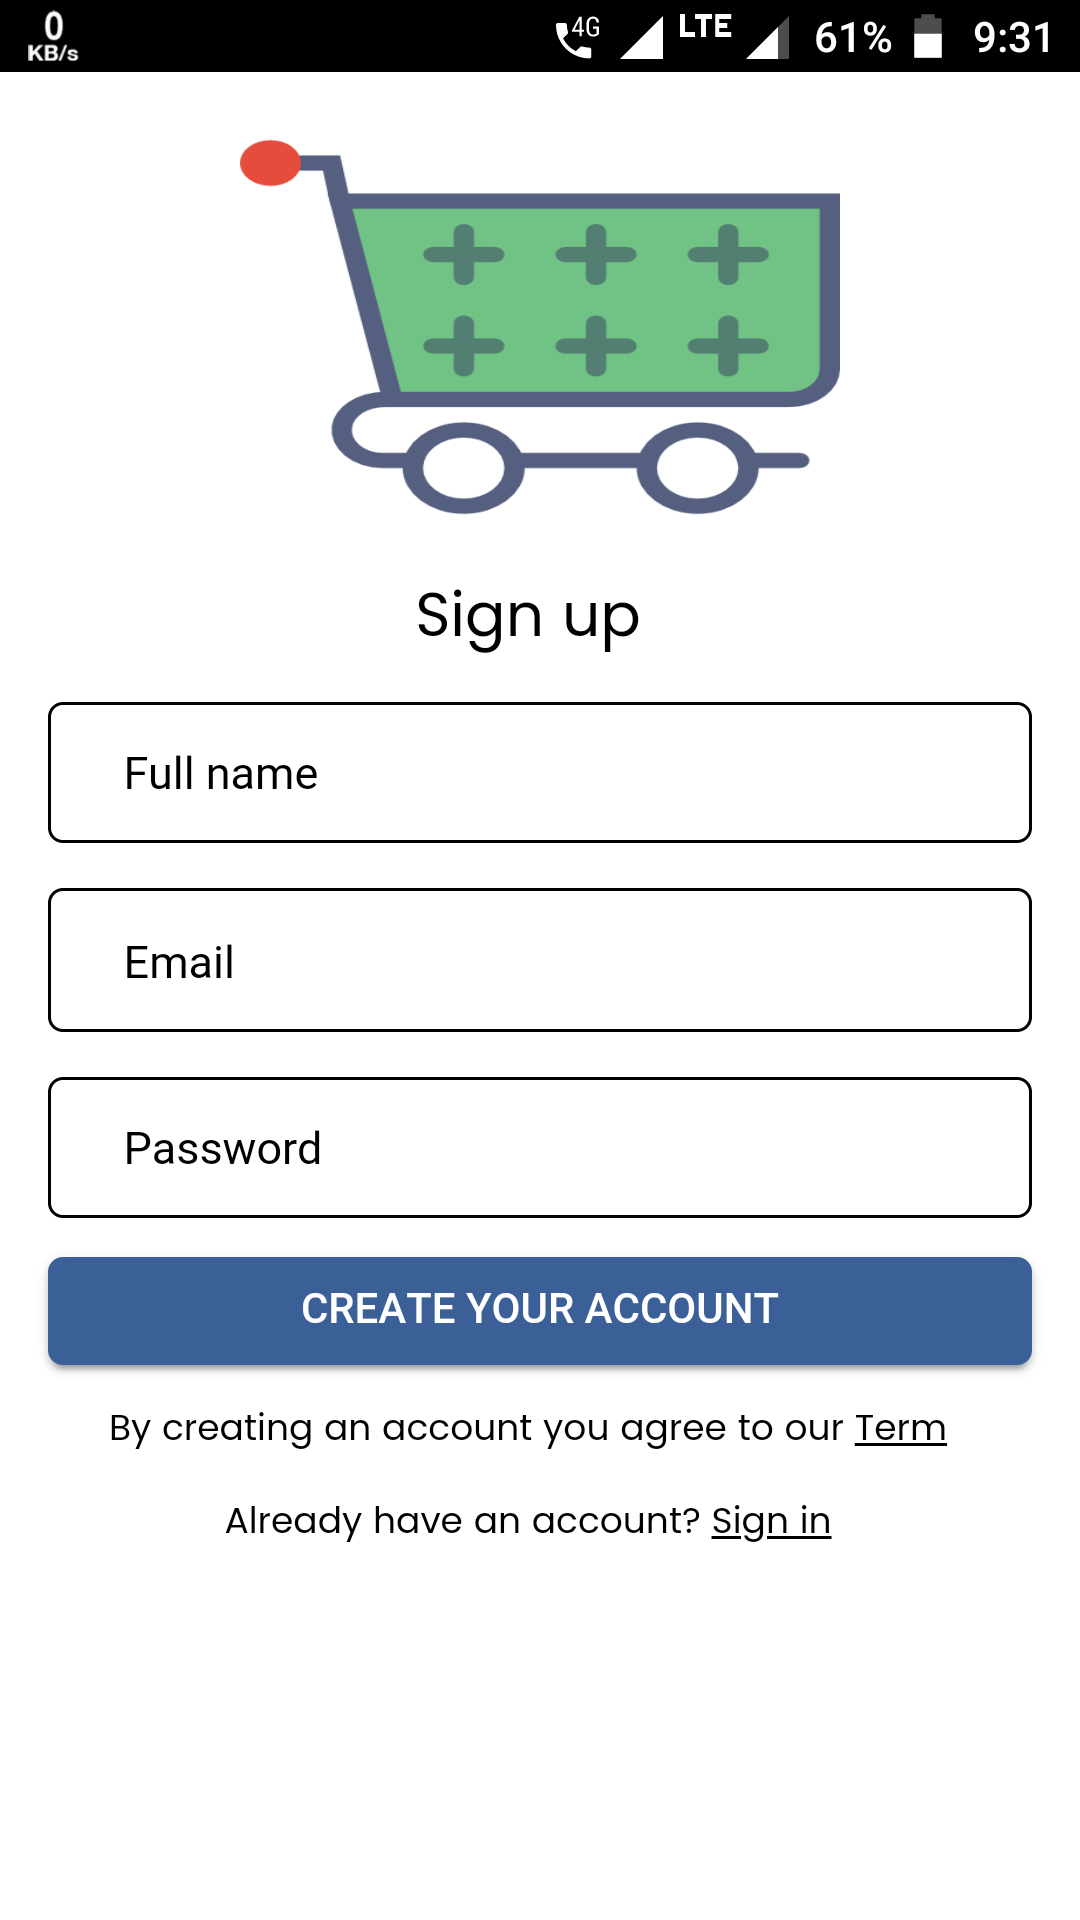 0
KB/s 4G LTE 61% 9:31
Sign up
Full name
Email
Password
CREATE YOUR ACCOUNT
By creating an account you agree to our Term
Already have an account? Sign in